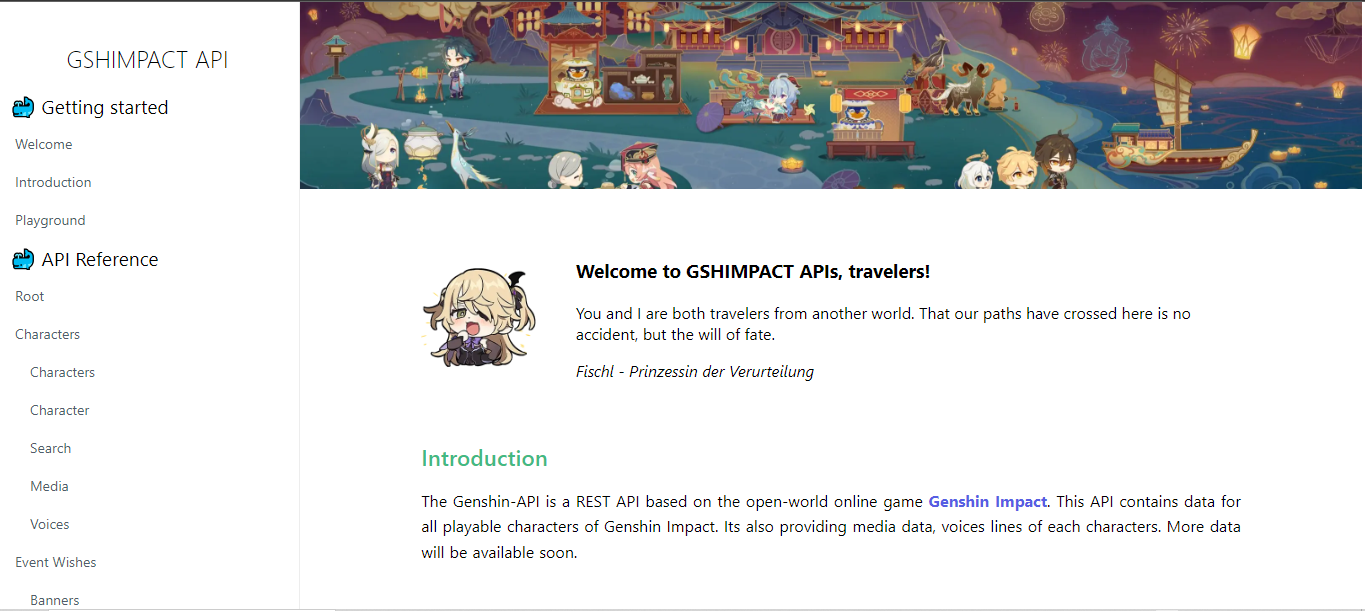 GSHIMPACT API
Getting started
Welcome
Introduction
Playground
API Reference
Root
Characters
Characters
Character
Search
Media
Voices
Event Wishes
Banners
Welcome to GSHIMPACT APIs, travelers!
You and I are both travelers from another world. That our paths have crossed here is no
accident, but the will of fate.
Fischl - Prinzessin der Verurteilung
Introduction
The Genshin-API is a REST API based on the open-world online game Genshin Impact. This API contains data for
all playable characters of Genshin Impact. Its also providing media data, voices lines of each characters. More data
will be available soon.